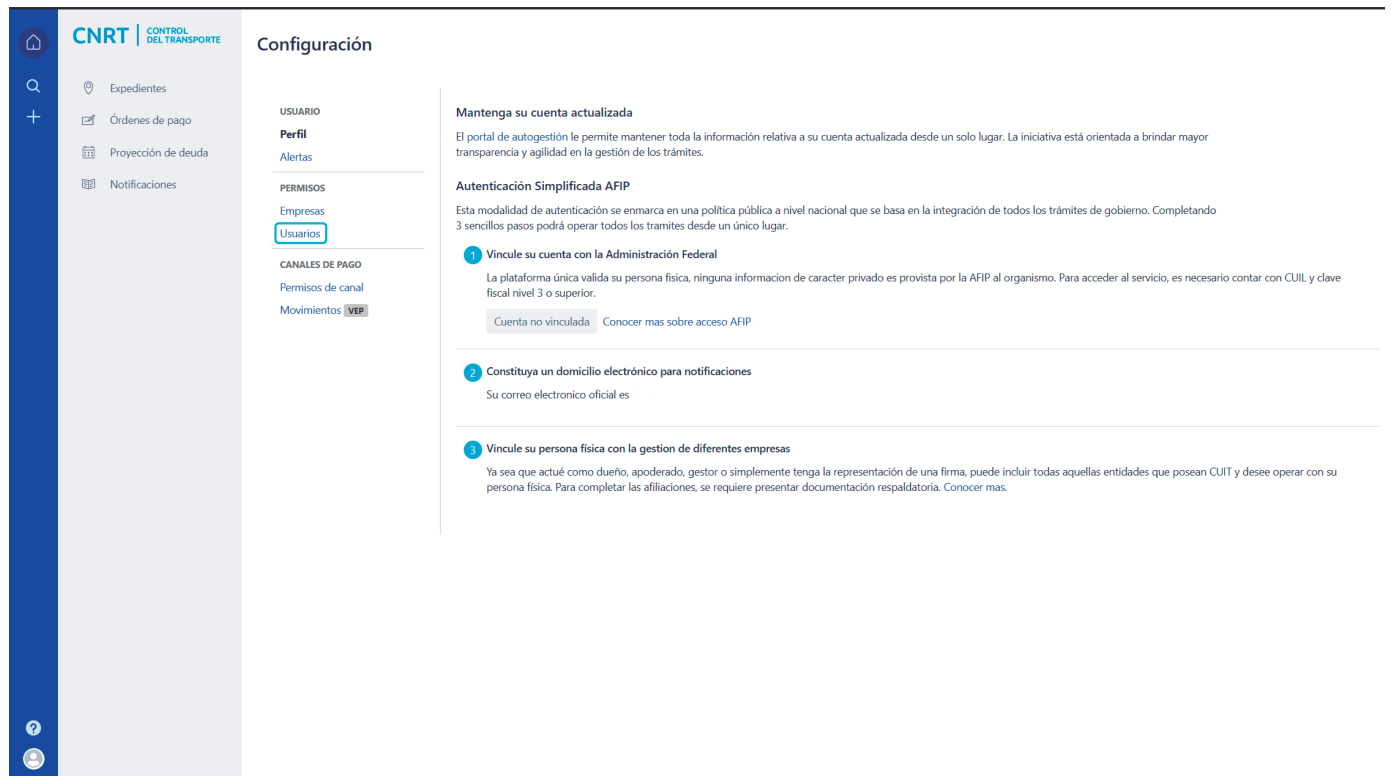 CNRT
CONTROL
DEL TRANSPORTE
Expedientes
Órdenes de pago
Proyección de deuda
Notificaciones
Configuración
USUARIO
Perfil
Alertas
PERMISOS
Empresas
Usuarios
CANALES DE PAGO
Permisos de canal
Movimientos VEP
Mantenga su cuenta actualizada
El portal de autogestión le permite mantener toda la información relativa a su cuenta actualizada desde un solo lugar. La iniciativa está orientada a brindar mayor
transparencia y agilidad en la gestión de los trámites.
Autenticación Simplificada AFIP
Esta modalidad de autenticación se enmarca en una política pública a nivel nacional que se basa en la integración de todos los trámites de gobierno. Completando
3 sencillos pasos podrá operar todos los tramites desde un único lugar.
1 Vincule su cuenta con la Administración Federal
La plataforma única valida su persona fisica, ninguna informacion de caracter privado es provista por la AFIP al organismo. Para acceder al servicio, es necesario contar con CUIL y clave
fiscal nivel 3 o superior.
Cuenta no vinculada Conocer mas sobre acceso AFIP
2 Constituya un domicilio electrónico para notificaciones
Su correo electronico oficial es
3 Vincule su persona física con la gestion de diferentes empresas
Ya sea que actué como dueño, apoderado, gestor o simplemente tenga la representación de una firma, puede incluir todas aquellas entidades que posean CUIT y desee operar con su
persona física. Para completar las afiliaciones, se requiere presentar documentación respaldatoria. Conocer mas.